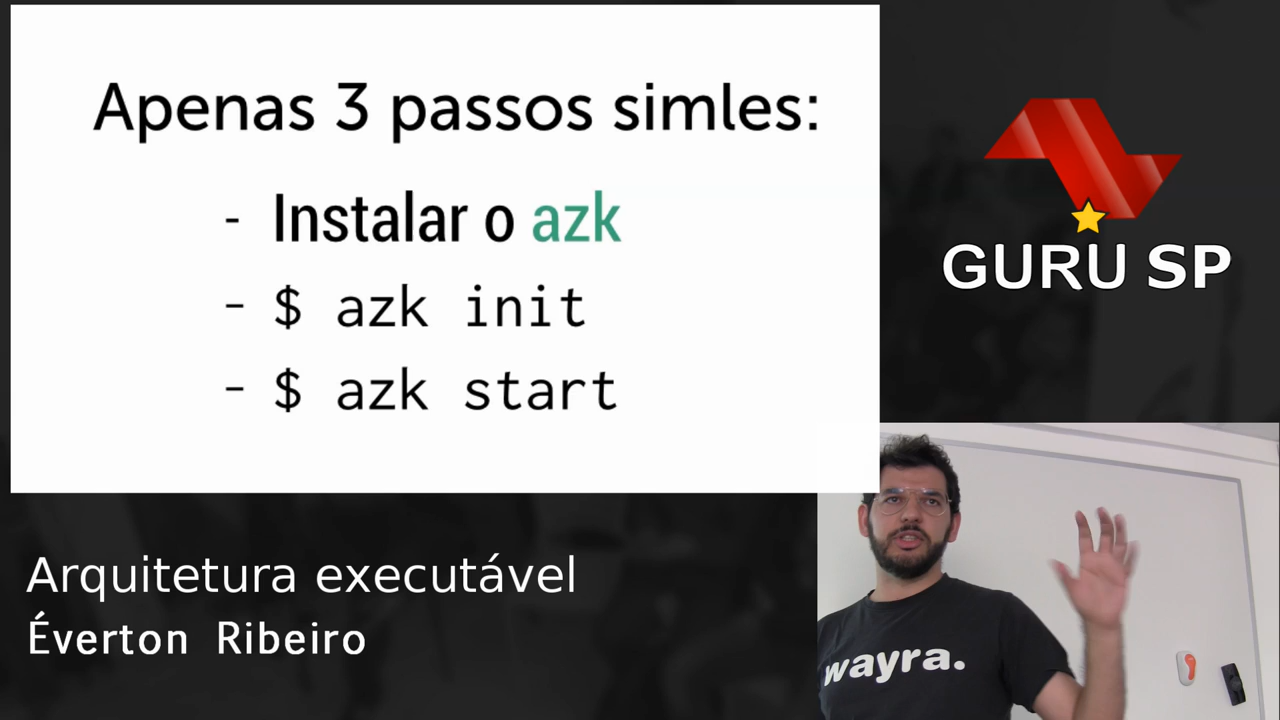 Apenas 3 passos simles:
- Instalar o azk
- $ azk init
- $ azk start
GURU SP
Arquitetura executável
Éverton Ribeiro
wayra.